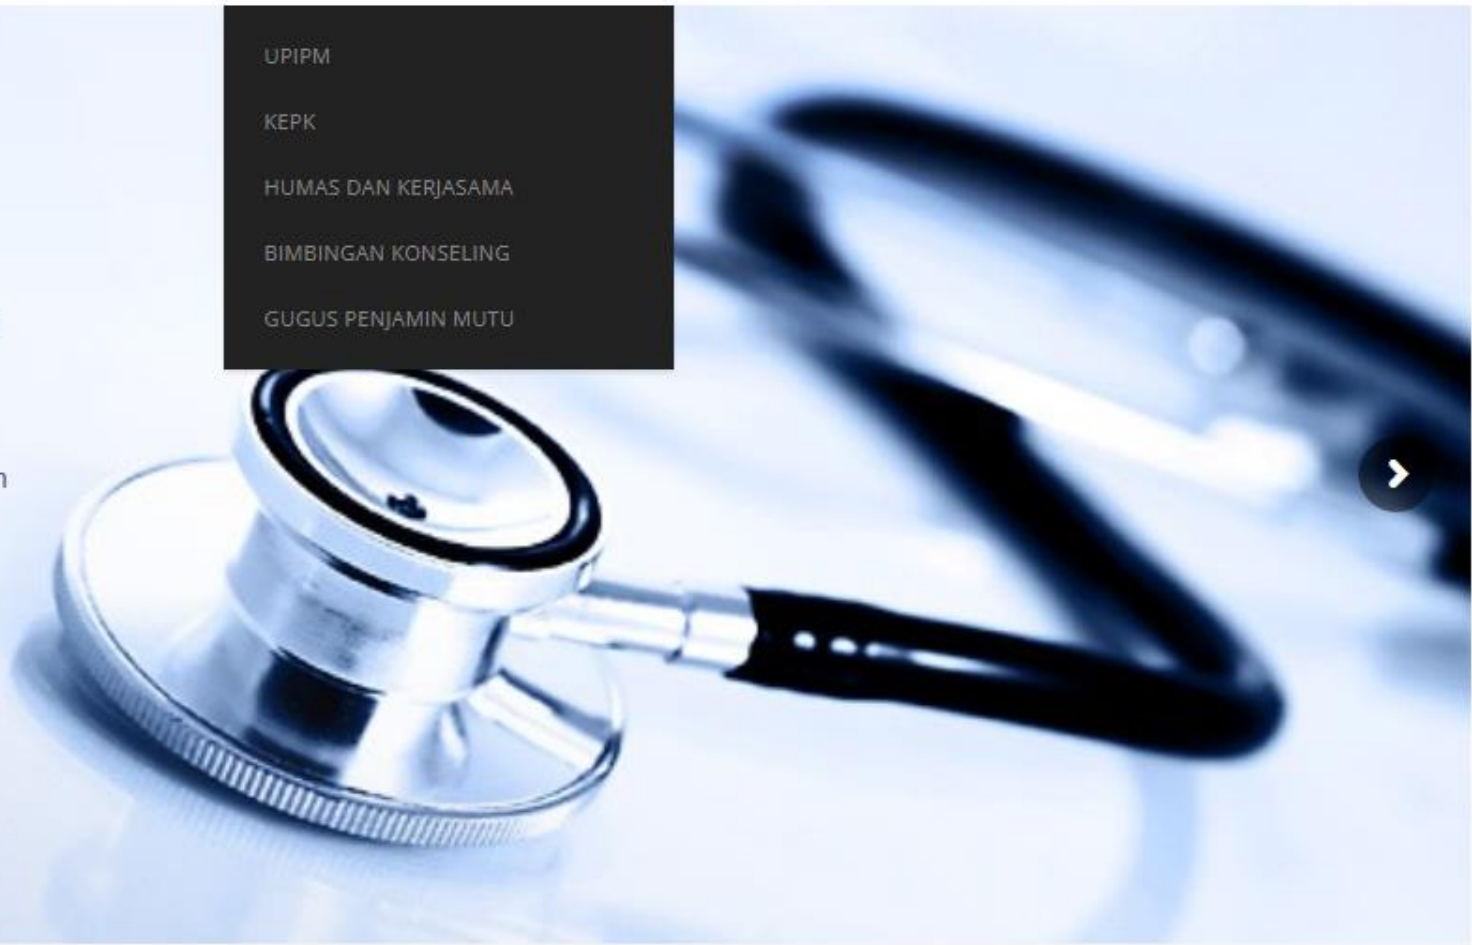 UPIPM
KEPK
HUMAS DAN KERJASAMA
BIMBINGAN KONSELING
GUGUS PENJAMIN MUTU